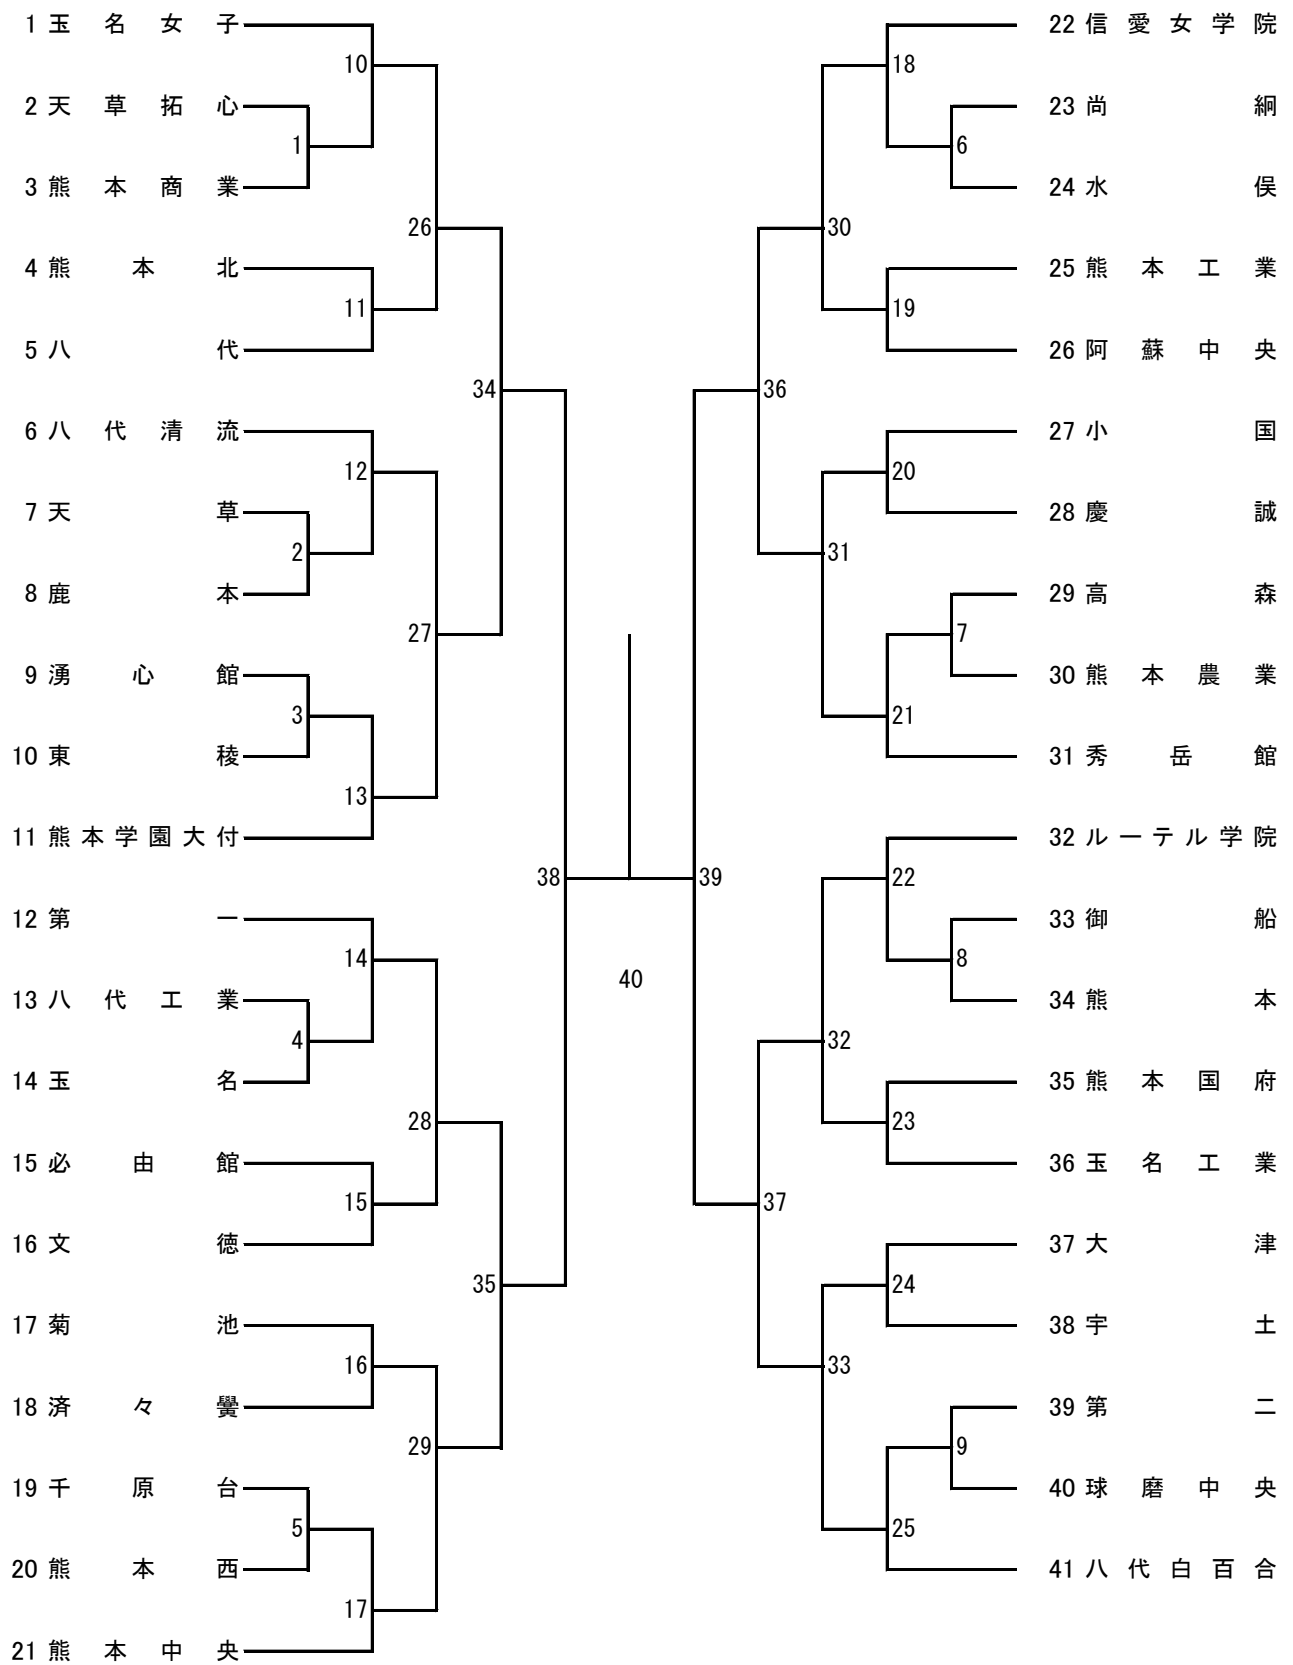 1 玉名女子
10
2 天草拓心
1
3 熊本商業
26
4 熊本北
11
5 八代
34
6 八代清流
12
7 天草
2
8 鹿本
27
9 湧心館
3
10 東稜
13
11 熊本学園大付
38
12 第一
14
13 八代工業
4
14 玉名
28
15 必由館
15
16 文徳
35
17 菊池
16
18 済々黌
29
19 千原台
5
20 熊本西
17
21 熊本中央
40
22 信愛女学院
18
23 尚絅
6
24 水俣
30
25 熊本工業
19
26 阿蘇中央
36
27 小国
20
28 慶誠
31
29 高森
7
30 熊本農業
21
31 秀岳館
32 ルーテル学院
22
39
33 御船
8
34 熊本
32
35 熊本国府
23
36 玉名工業
37
37 大津
24
38 宇土
33
39 第二
9
40 球磨中央
25
41 八代白百合